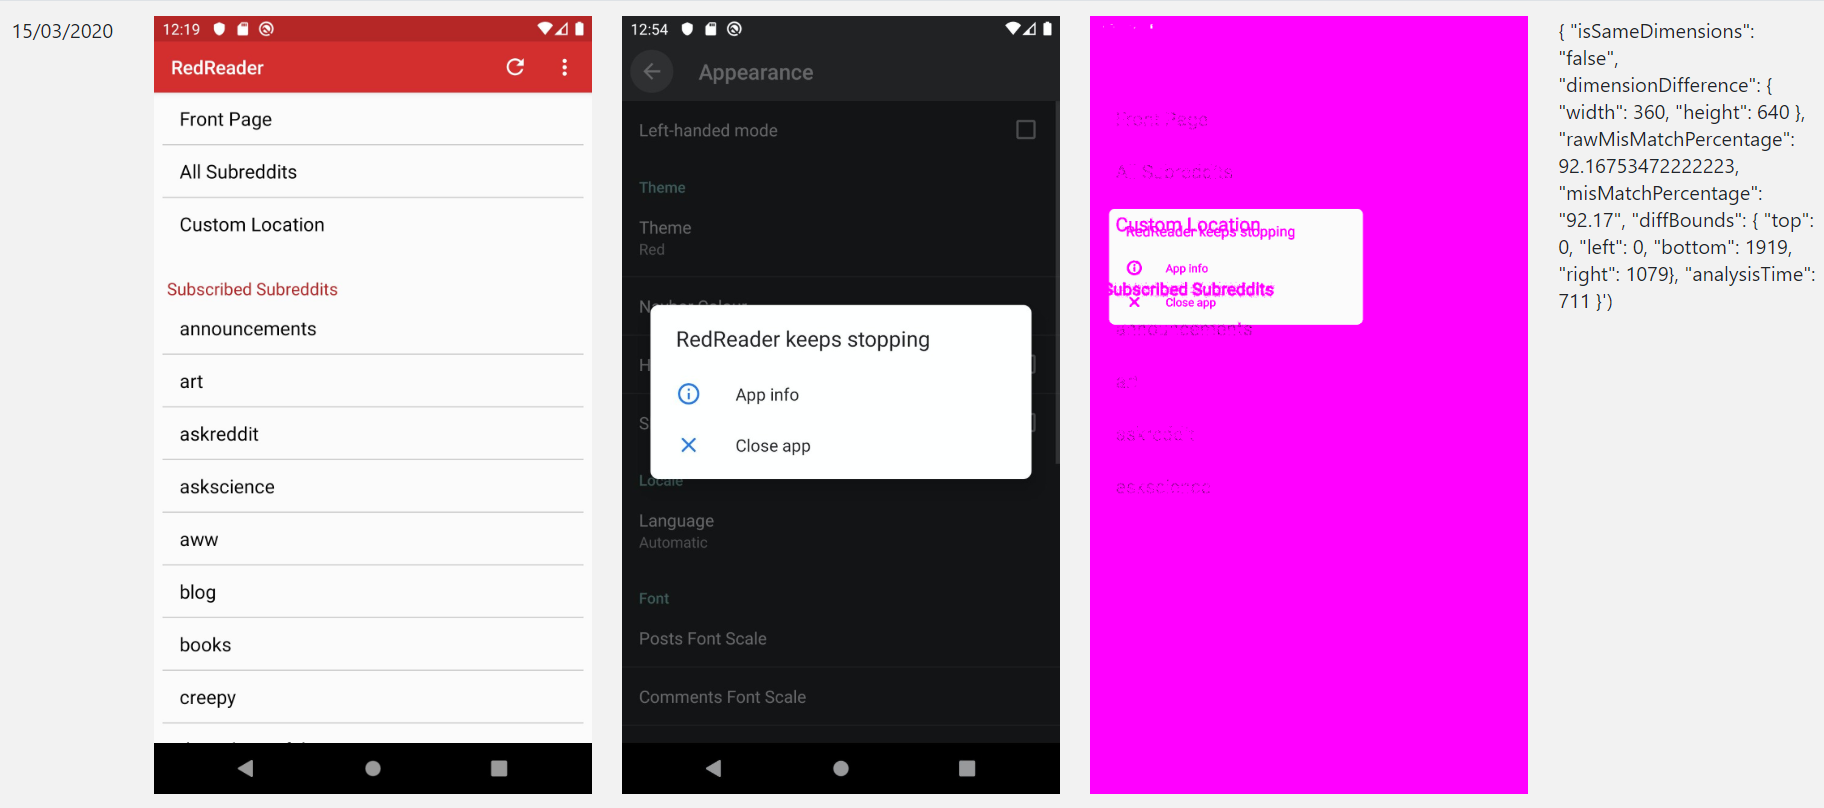 15/03/2020
12:19
RedReader
Front Page
All Subreddits
Custom Location
Subscribed Subreddits
announcements
art
askreddit
askscience
aww
blog
books
creepy
12:54
Appearance
Left-handed mode
Theme
Theme
Red
Navbar Colour
RedReader keeps stopping
App info
Close app
Locale
Language
Automatic
Font
Posts Font Scale
Comments Font Scale
Front Page
All Subreddits
Custom Location
RedReader keeps stopping
App info
Subscribed Subreddits
Close app
announcements
art
askreddit
askscience
{ "isSameDimensions":
"false",
"dimensionDifference": {
"width": 360, "height": 640 },
"rawMisMatchPercentage":
92.16753472222223,
"misMatchPercentage":
"92.17", "diffBounds": { "top":
0, "left": 0, "bottom": 1919,
"right": 1079}, "analysisTime":
711 }')